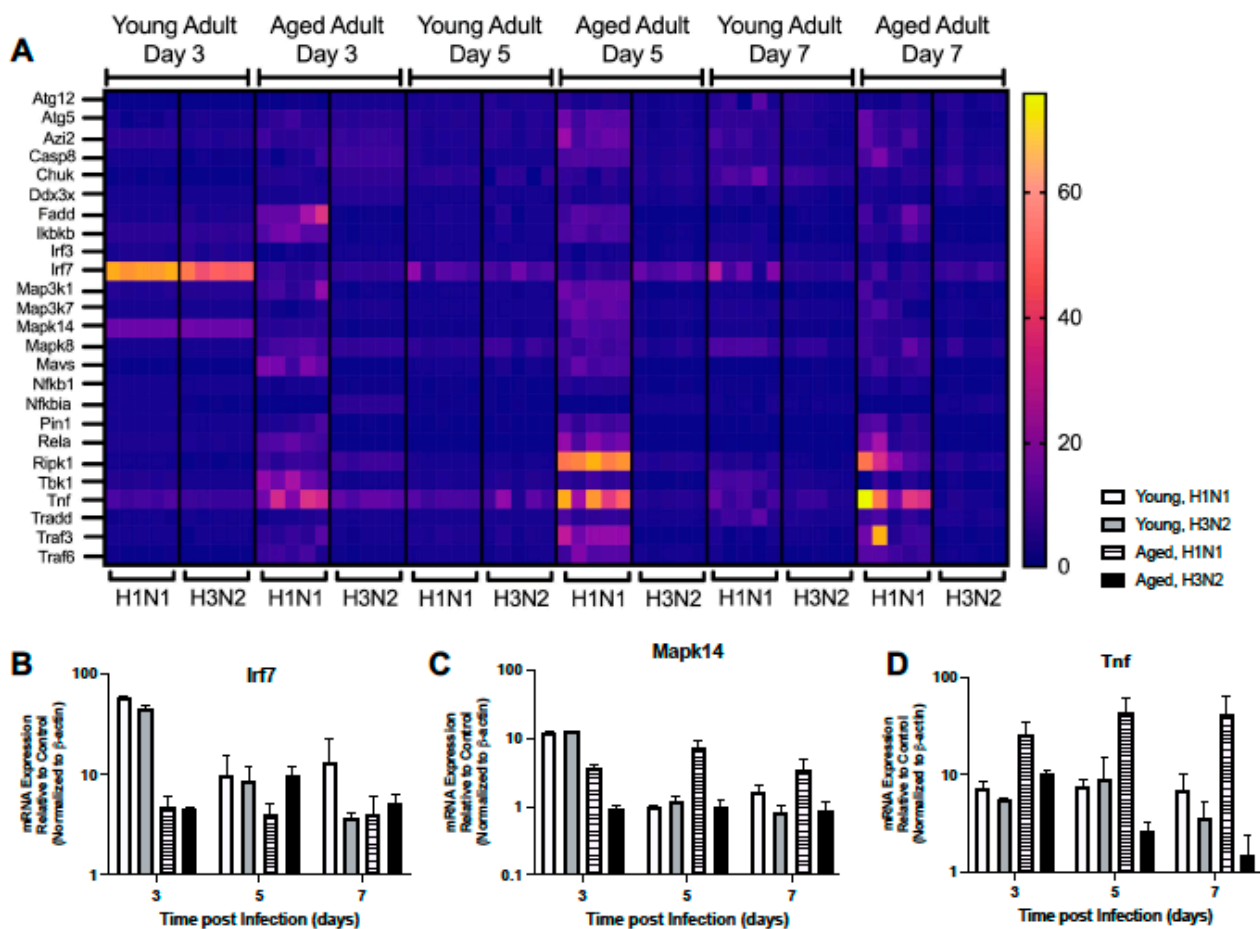 A
Young Adult Day 3
Aged Adult Day 3
Young Adult Day 5
Aged Adult Day 5
Young Adult Day 7
Aged Adult Day 7
Atg12
Atg5
Azi2
Casp8
Chuk
Ddx3x
Fadd
Ikbkb
Irf3
Irf7
Map3k1
Map3k7
Mapk14
Mapk8
Mavs
Nfkb1
Nfkbia
Pin1
Rela
Ripk1
Tbk1
Tnf
Tradd
Traf3
Traf6
60
40
20
0
H1N1 H3N2 H1N1 H3N2 H1N1 H3N2 H1N1 H3N2 H1N1 H3N2 H1N1 H3N2
Young, H1N1
Young, H3N2
Aged, H1N1
Aged, H3N2
B
Irf7
mRNA Expression
Relative to Control
(Normalized to β-actin)
100
10
1
3 5 7
Time post Infection (days)
C
Mapk14
mRNA Expression
Relative to Control
(Normalized to β-actin)
100
10
1
0.1
3 5 7
Time post Infection (days)
D
Tnf
mRNA Expression
Relative to Control
(Normalized to β-actin)
100
10
1
3 5 7
Time post Infection (days)